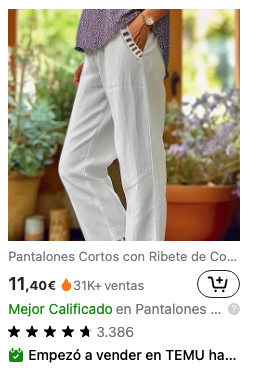 Pantalones Cortos con Ribete de Co...
11,40€ 31K+ ventas
Mejor Calificado en Pantalones ... ?
3.386
Empezó a vender en TEMU ha...